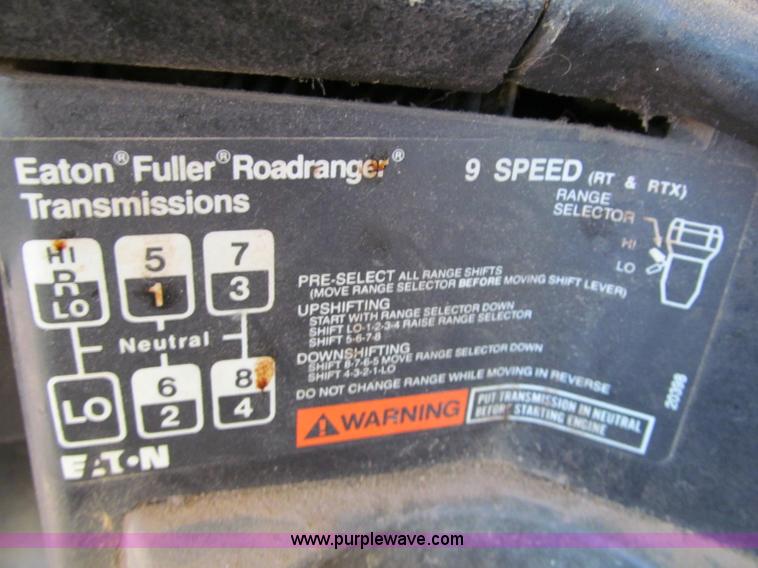 Eaton® Fuller® Roadranger® 9 SPEED (RT & RTX)
Transmissions
RANGE
SELECTOR
HI
LO
HI
R
LO
5
1
7
3
Neutral
LO
6
2
8
4
PRE-SELECT ALL RANGE SHIFTS
(MOVE RANGE SELECTOR BEFORE MOVING SHIFT LEVER)
UPSHIFTING
START WITH RANGE SELECTOR DOWN
SHIFT LO-1-2-3-4 RAISE RANGE SELECTOR
SHIFT 5-6-7-8
DOWNSHIFTING
SHIFT 8-7-6-5 MOVE RANGE SELECTOR DOWN
SHIFT 4-3-2-1-LO
DO NOT CHANGE RANGE WHILE MOVING IN REVERSE
WARNING
PUT TRANSMISSION IN NEUTRAL
BEFORE STARTING ENGINE
20398
EATON
www.purplewave.com